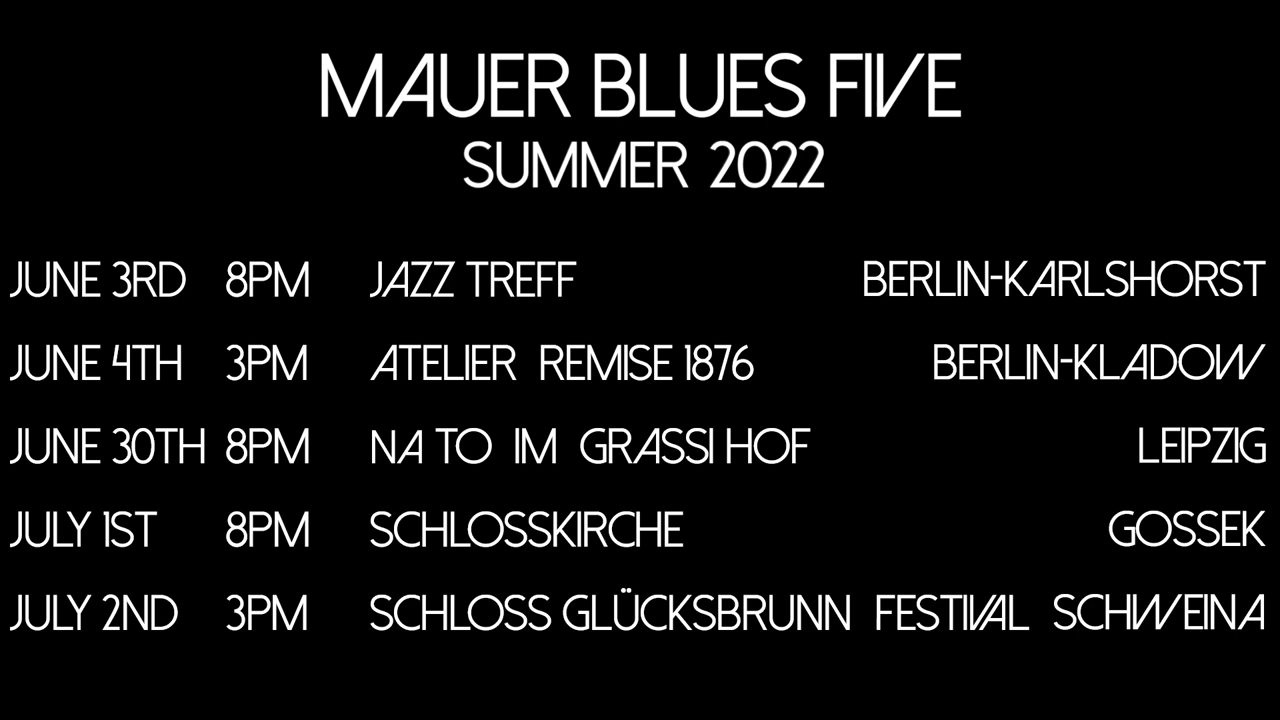 MAUER BLUES FIVE
SUMMER 2022
JUNE 3RD 8PM JAZZ TREFF BERLIN-KARLSHORST
JUNE 4TH 3PM ATELIER REMISE 1876 BERLIN-KLADOW
JUNE 30TH 8PM NA TO IM GRASSI HOF LEIPZIG
JULY 1ST 8PM SCHLOSSKIRCHE GOSSEK
JULY 2ND 3PM SCHLOSS GLÜCKSBRUNN FESTIVAL SCHWEINA